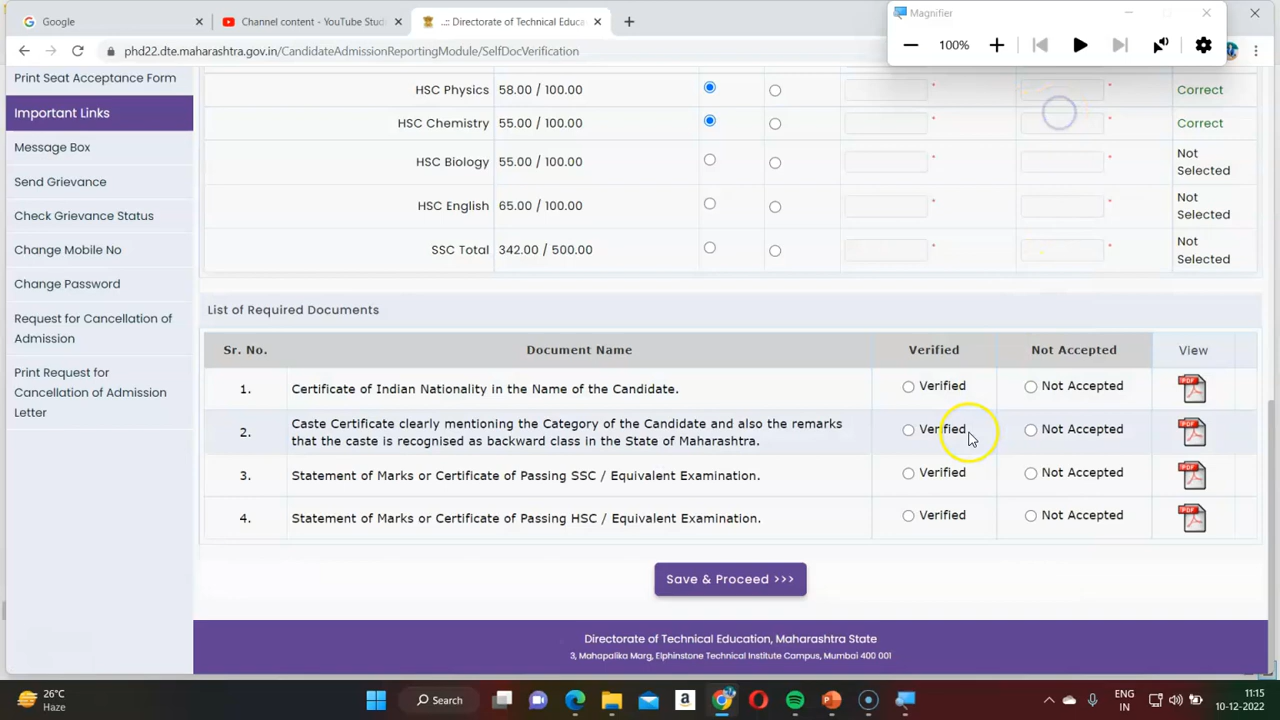 Google
Channel content - YouTube Stud
..:: Directorate of Technical Educa
Magnifier
100%
phd22.dte.maharashtra.gov.in/CandidateAdmissionReportingModule/SelfDocVerification
Print Seat Acceptance Form
Important Links
Message Box
Send Grievance
Check Grievance Status
Change Mobile No
Change Password
Request for Cancellation of
Admission
Print Request for
Cancellation of Admission
Letter
HSC Physics 58.00 / 100.00 * * Correct
HSC Chemistry 55.00 / 100.00 * * Correct
HSC Biology 55.00 / 100.00 * * Not
Selected
HSC English 65.00 / 100.00 * * Not
Selected
SSC Total 342.00 / 500.00 * * Not
Selected
List of Required Documents
Sr. No. Document Name Verified Not Accepted View
1. Certificate of Indian Nationality in the Name of the Candidate. Verified Not Accepted PDF
2. Caste Certificate clearly mentioning the Category of the Candidate and also the remarks
that the caste is recognised as backward class in the State of Maharashtra. Verified Not Accepted PDF
3. Statement of Marks or Certificate of Passing SSC / Equivalent Examination. Verified Not Accepted PDF
4. Statement of Marks or Certificate of Passing HSC / Equivalent Examination. Verified Not Accepted PDF
Save & Proceed >>>
Directorate of Technical Education, Maharashtra State
3, Mahapalika Marg, Elphinstone Technical Institute Campus, Mumbai 400 001
26°C
Haze
Search
ENG
IN
11:15
10-12-2022